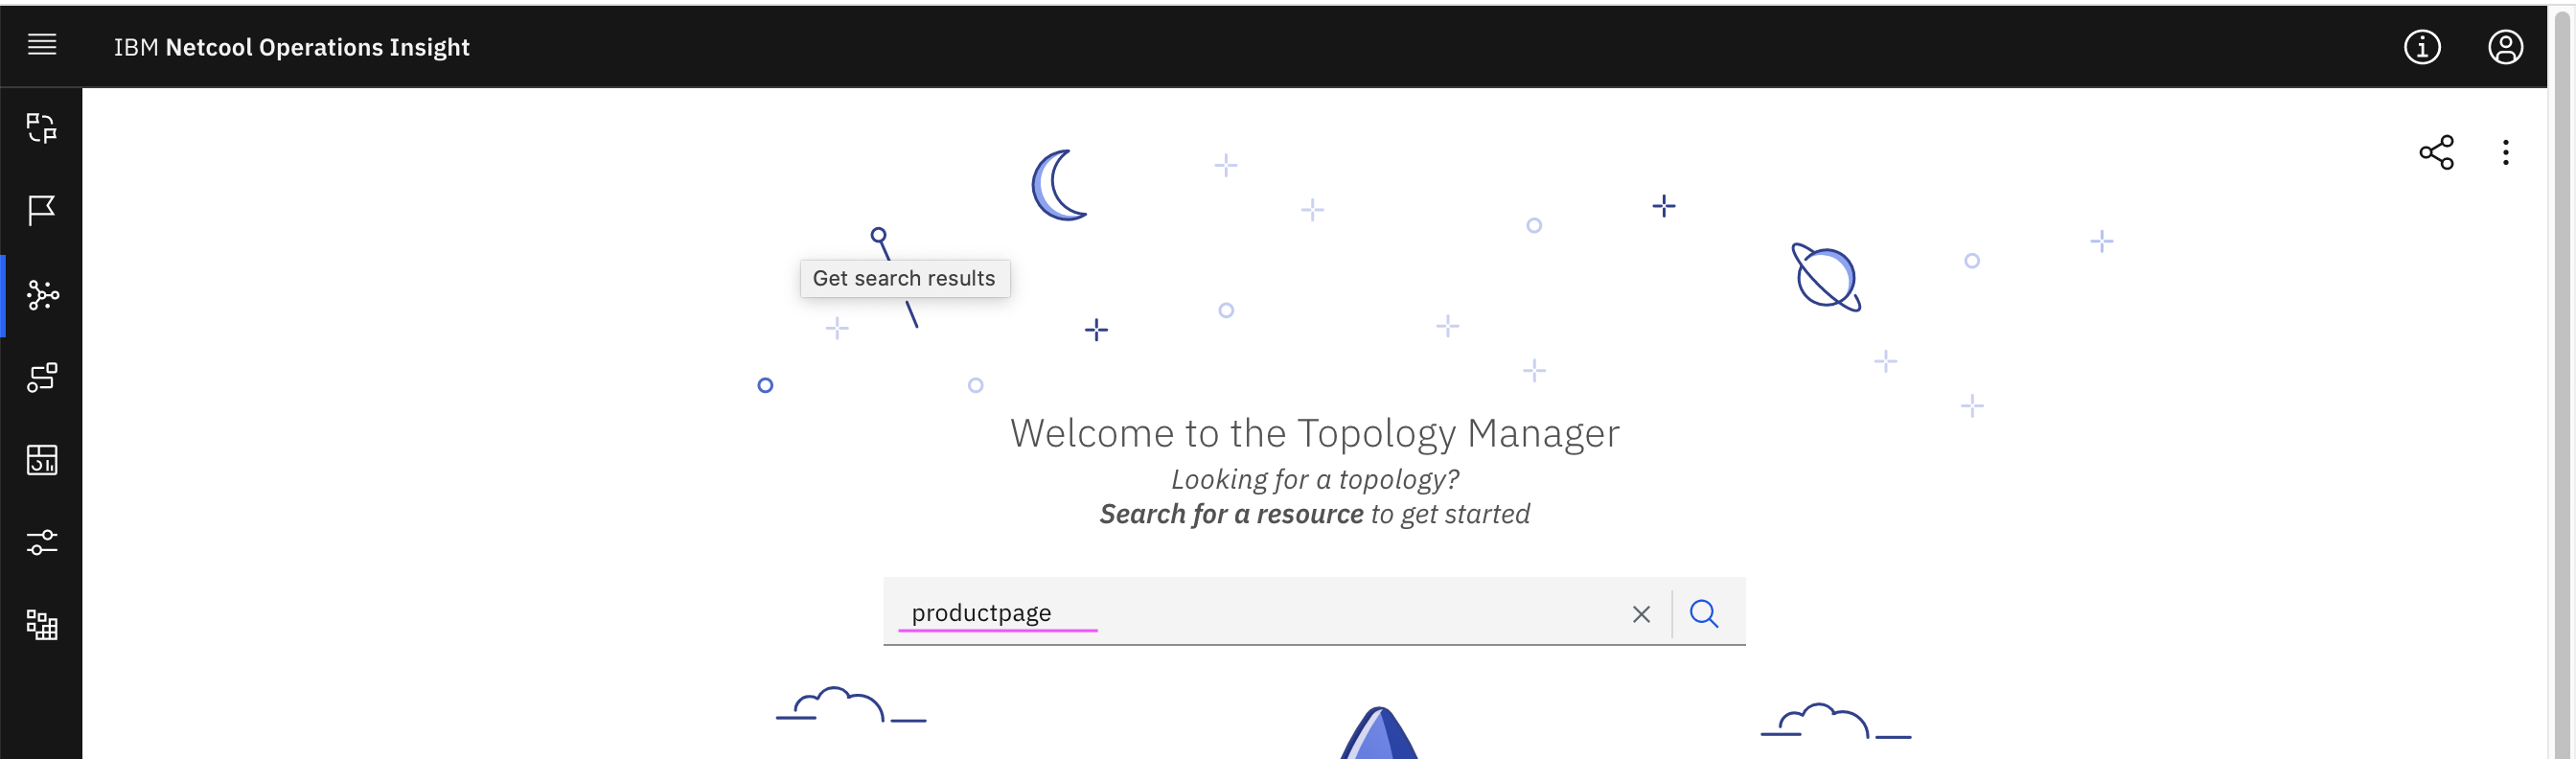 IBM Netcool Operations Insight
Get search results
Welcome to the Topology Manager
Looking for a topology?
Search for a resource to get started
productpage